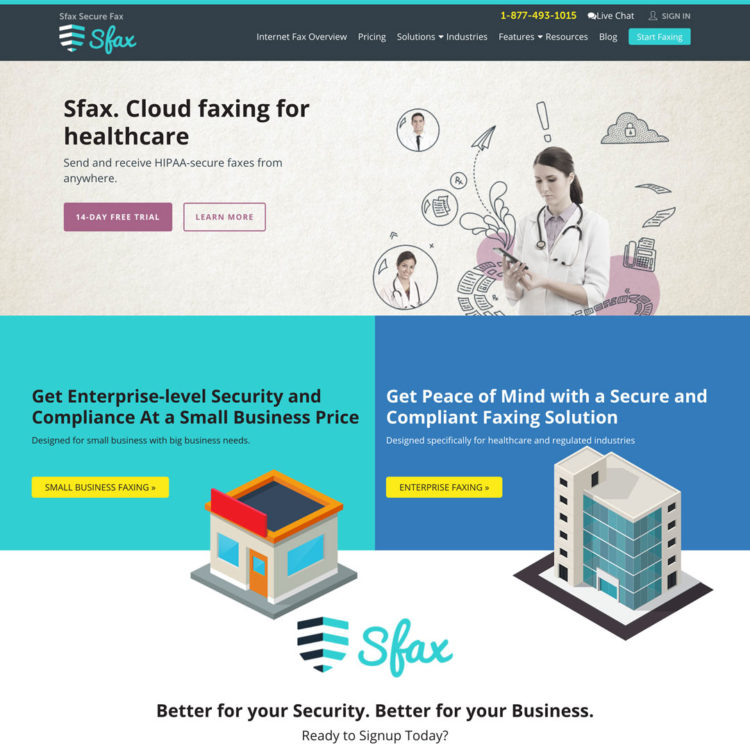 Sfax Secure Fax
1-877-493-1015 Live Chat SIGN IN
Sfax
Internet Fax Overview Pricing Solutions Industries Features Resources Blog Start Faxing
Sfax. Cloud faxing for
healthcare
Send and receive HIPAA-secure faxes from
anywhere.
14-DAY FREE TRIAL LEARN MORE
Rx
Get Enterprise-level Security and
Compliance At a Small Business Price
Designed for small business with big business needs.
SMALL BUSINESS FAXING »
Get Peace of Mind with a Secure and
Compliant Faxing Solution
Designed specifically for healthcare and regulated industries
ENTERPRISE FAXING »
Sfax
Better for your Security. Better for your Business.
Ready to Signup Today?